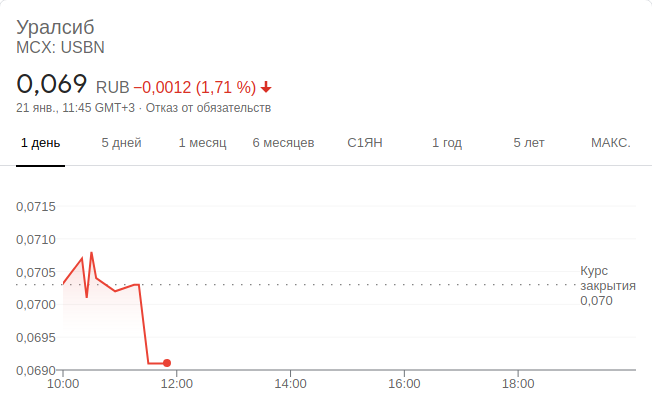 Уралсиб
MCX: USBN
0,069 RUB −0,0012 (1,71 %)
21 янв., 11:45 GMT+3 · Отказ от обязательств
1 день 5 дней 1 месяц 6 месяцев С1ЯН 1 год 5 лет МАКС.
0,0715
0,0710
0,0705
0,0700
0,0695
0,0690
Курс
закрытия
0,070
10:00 12:00 14:00 16:00 18:00